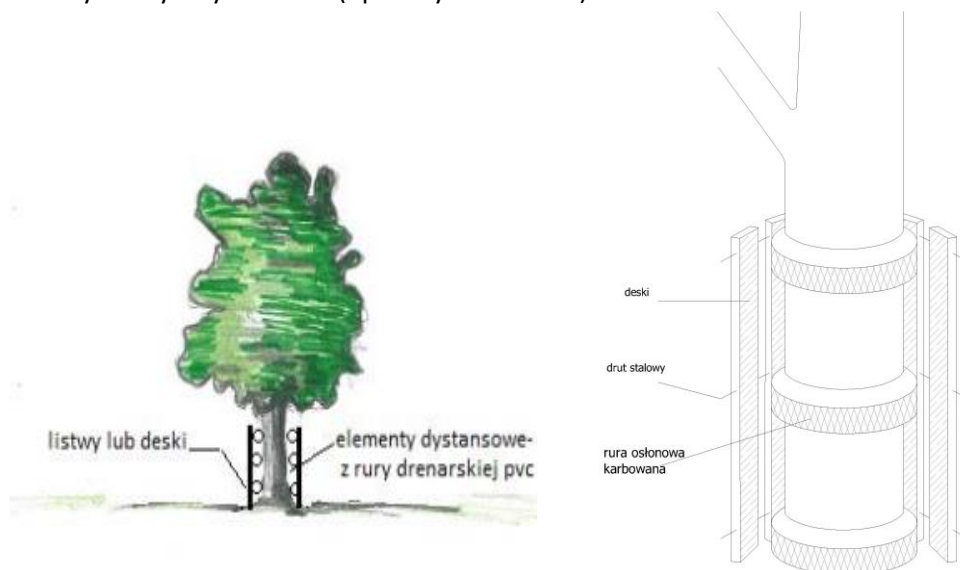 listwy lub deski
elementy dystansowe-
z rury drenarskiej pvc
deski
drut stalowy
rura osłonowa
karbowana